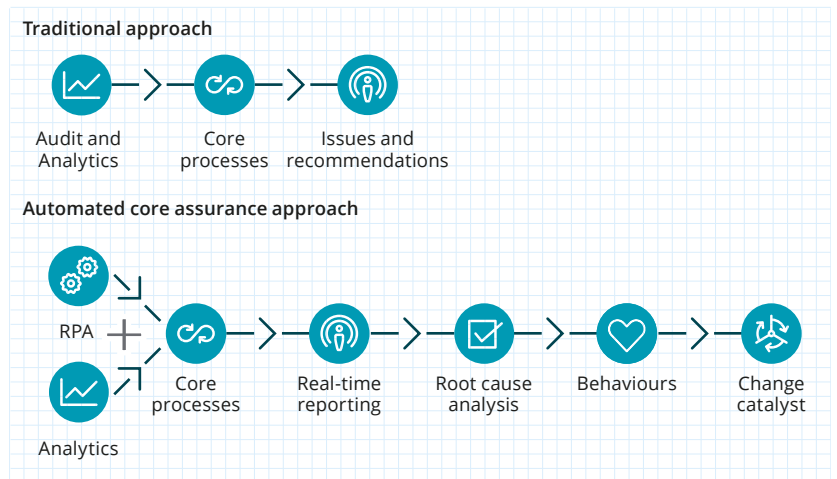 Traditional approach
Audit and
Analytics
Core
processes
Issues and
recommendations
Automated core assurance approach
RPA
Analytics
Core
processes
Real-time
reporting
Root cause
analysis
Behaviours
Change
catalyst